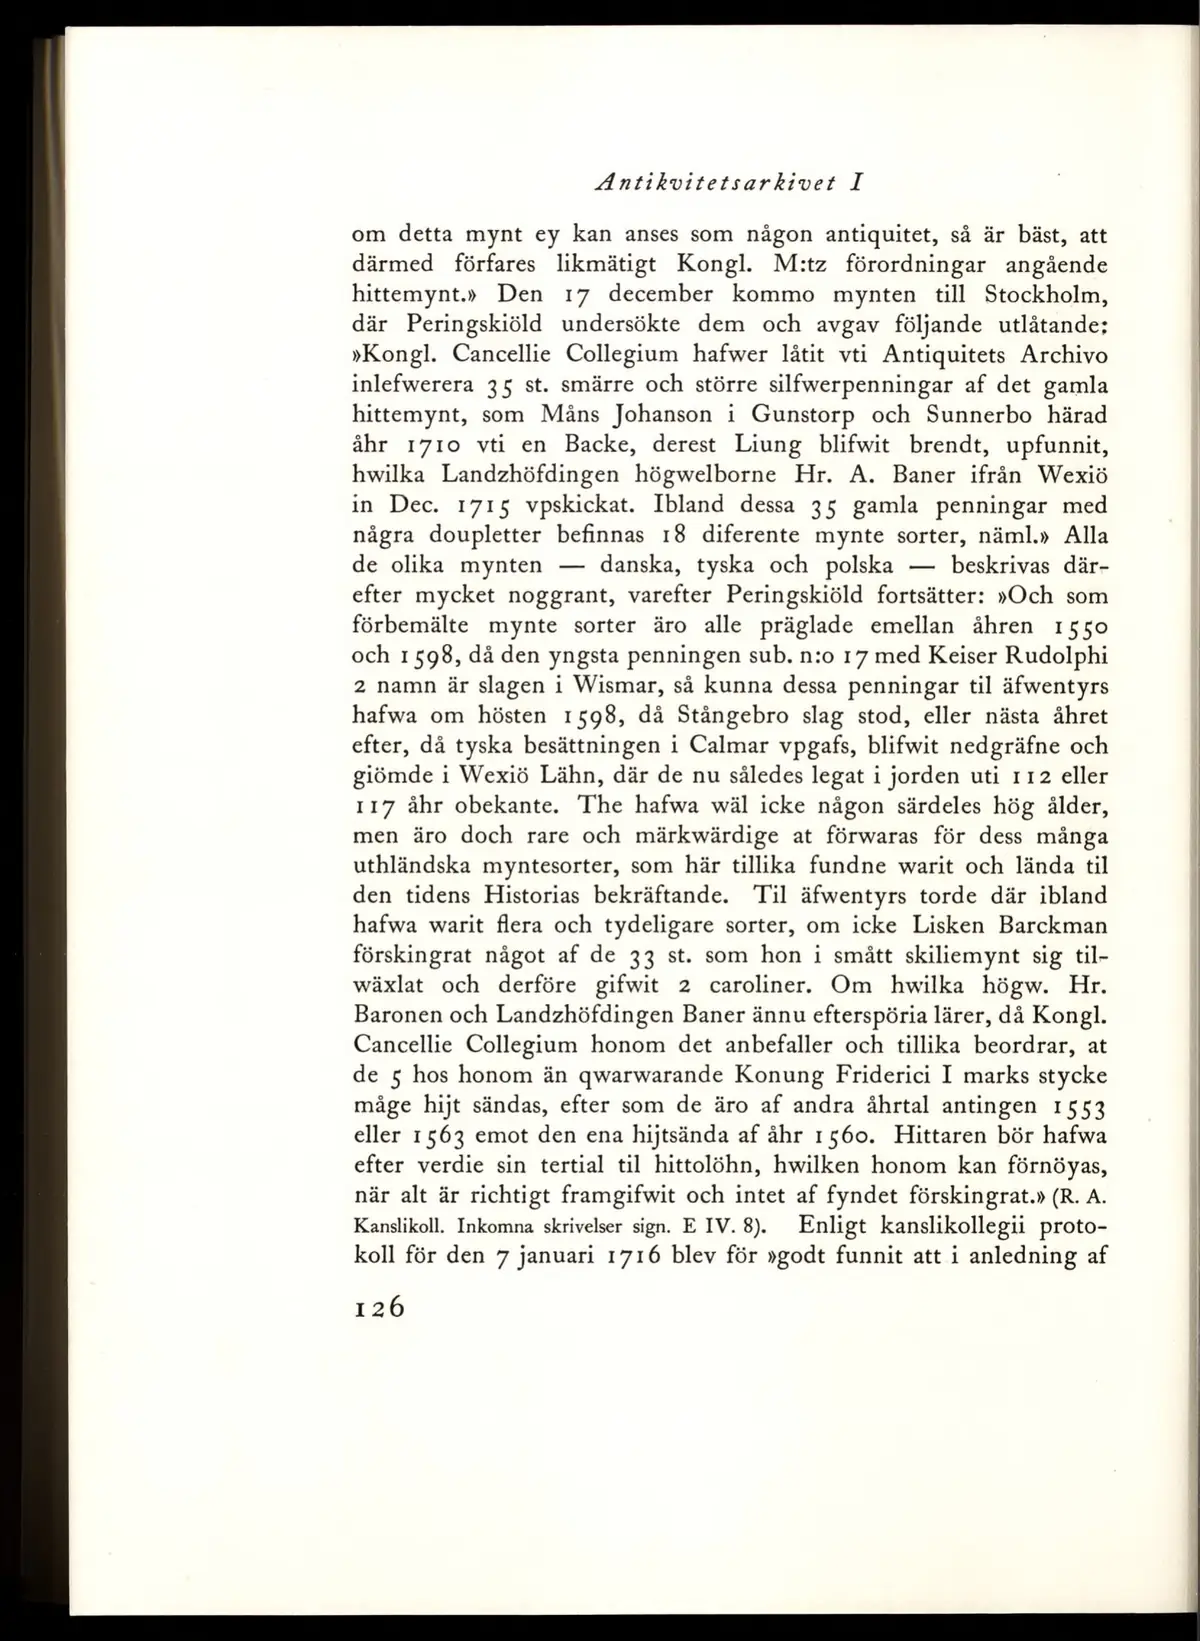 Antikvitetsarkivet I
om detta mynt ey kan anses som någon antiquitet, så är bäst, att
därmed förfares likmätigt Kongl. M:tz förordningar angående
hittemynt.» Den 17 december kommo mynten till Stockholm,
där Peringskiöld undersökte dem och avgav följande utlåtande:
»Kongl. Cancellie Collegium hafwer låtit vti Antiquitets Archivo
inlefwerera 35 st. smärre och större silfwerpenningar af det gamla
hittemynt, som Måns Johanson i Gunstorp och Sunnerbo härad
åhr 1710 vti en Backe, derest Liung blifwit brendt, upfunnit,
hwilka Landzhöfdingen högwelborne Hr. A. Baner ifrån Wexiö
in Dec. 1715 vpskickat. Ibland dessa 35 gamla penningar med
några doupletter befinnas 18 diferente mynte sorter, näml.» Alla
de olika mynten — danska, tyska och polska — beskrivas där-
efter mycket noggrant, varefter Peringskiöld fortsätter: »Och som
förbemälte mynte sorter äro alle präglade emellan åhren 1550
och 1598, då den yngsta penningen sub. n:o 17 med Keiser Rudolphi
2 namn är slagen i Wismar, så kunna dessa penningar til äfwentyrs
hafwa om hösten 1598, då Stångebro slag stod, eller nästa åhret
efter, då tyska besättningen i Calmar vpgafs, blifwit nedgräfne och
giömde i Wexiö Lähn, där de nu således legat i jorden uti 112 eller
117 åhr obekante. The hafwa wäl icke någon särdeles hög ålder,
men äro doch rare och märkwärdige at förwaras för dess många
uthländska myntesorter, som här tillika fundne warit och lända til
den tidens Historias bekräftande. Til äfwentyrs torde där ibland
hafwa warit flera och tydeligare sorter, om icke Lisken Barckman
förskingrat något af de 33 st. som hon i smått skiliemynt sig til-
wäxlat och derföre gifwit 2 caroliner. Om hwilka högw. Hr.
Baronen och Landzhöfdingen Baner ännu efterspöria lärer, då Kongl.
Cancellie Collegium honom det anbefaller och tillika beordrar, at
de 5 hos honom än qwarwarande Konung Friderici I marks stycke
måge hijt sändas, efter som de äro af andra åhrtal antingen 1553
eller 1563 emot den ena hijtsända af åhr 1560. Hittaren bör hafwa
efter verdie sin tertial til hittolöhn, hwilken honom kan förnöyas,
när alt är richtigt framgifwit och intet af fyndet förskingrat.» (R. A.
Kanslikoll. Inkomna skrivelser sign. E IV. 8). Enligt kanslikollegii proto-
koll för den 7 januari 1716 blev för »godt funnit att i anledning af
126